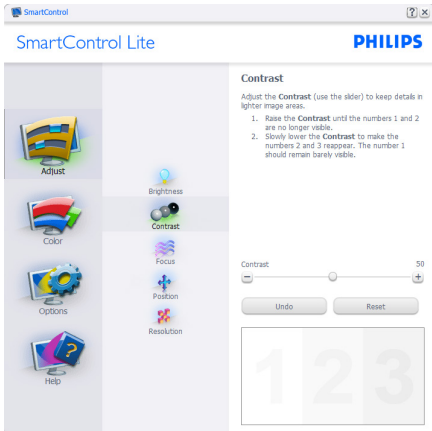 SmartControl
SmartControl Lite
PHILIPS
Adjust
Color
Options
Help
Brightness
Contrast
Focus
Position
Resolution
Contrast
Adjust the Contrast (use the slider) to keep details in
lighter image areas.
1. Raise the Contrast until the numbers 1 and 2
are no longer visible.
2. Slowly lower the Contrast to make the
numbers 2 and 3 reappear. The number 1
should remain barely visible.
Contrast 50
Undo Reset
1 2 3